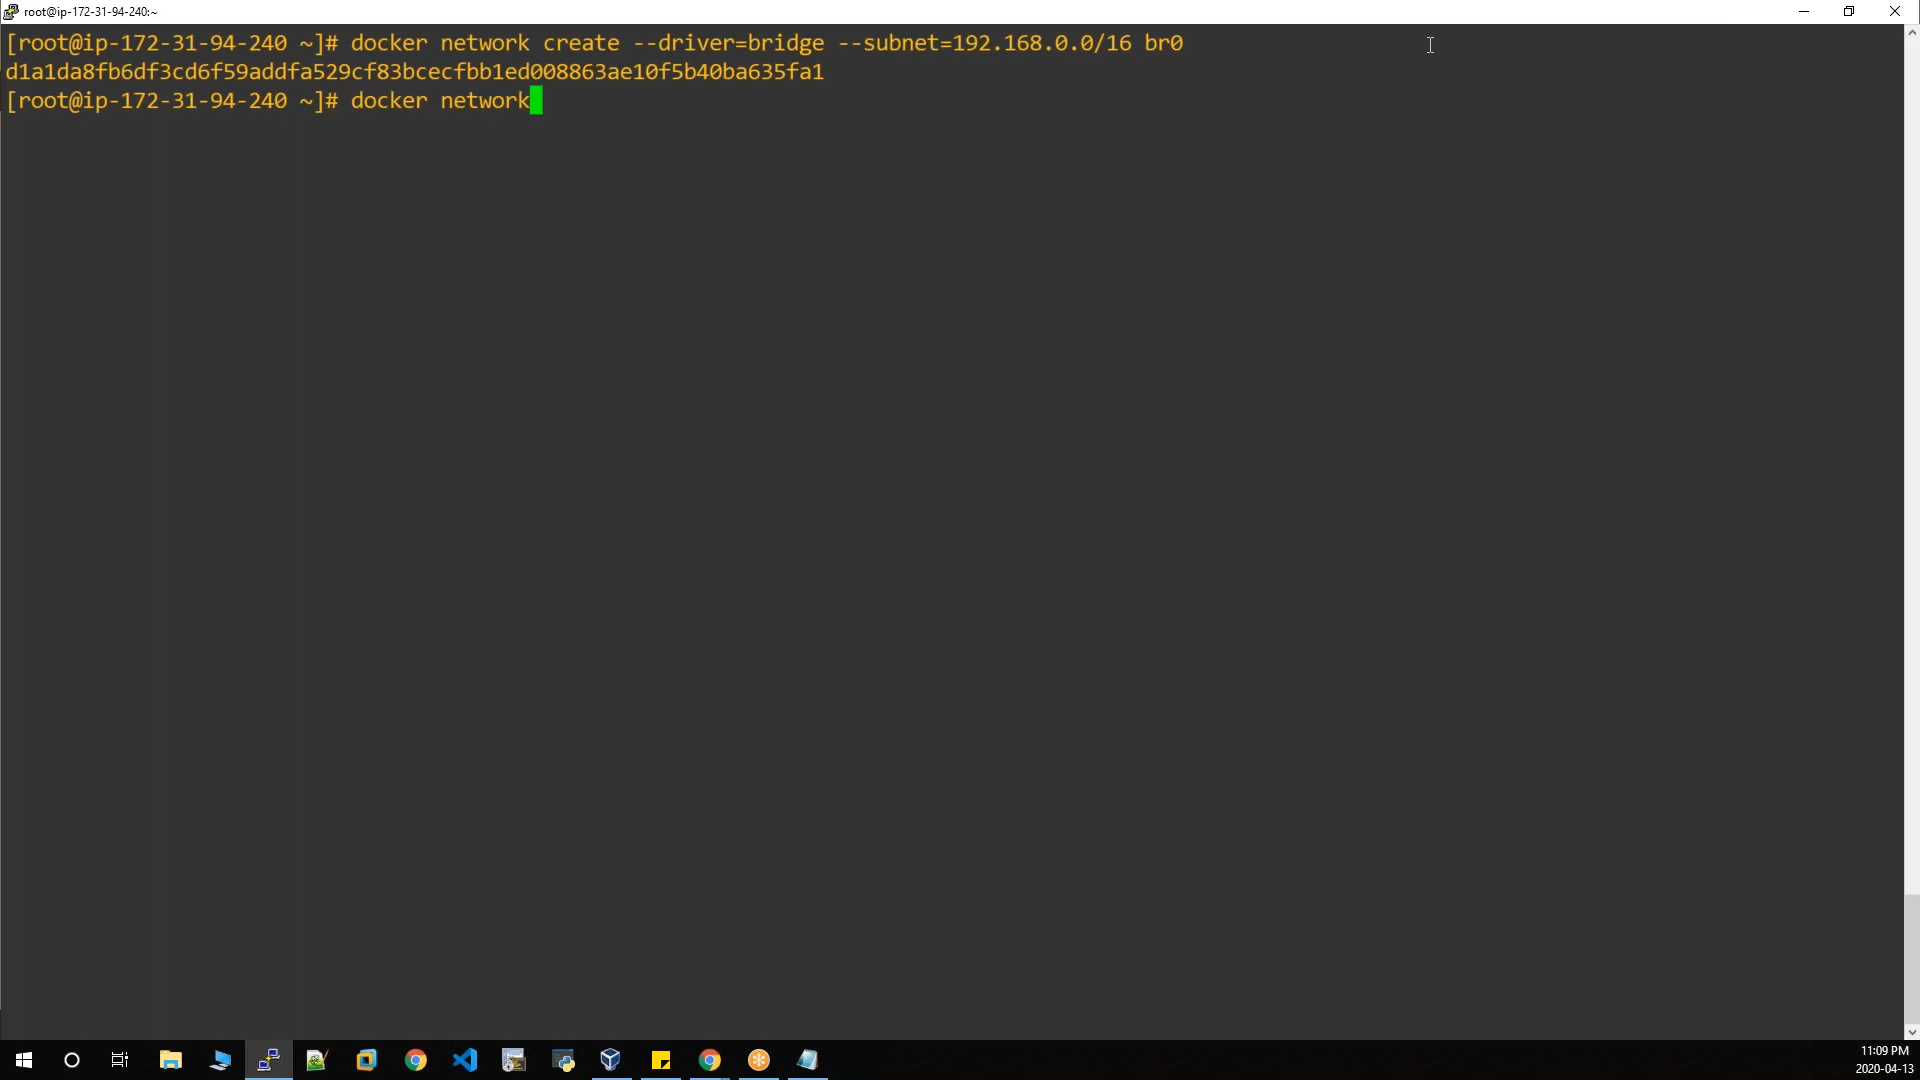 root@ip-172-31-94-240:~
[root@ip-172-31-94-240 ~]# docker network create --driver=bridge --subnet=192.168.0.0/16 br0
d1a1da8fb6df3cd6f59addfa529cf83bcecfbb1ed008863ae10f5b40ba635fa1
[root@ip-172-31-94-240 ~]# docker network
11:09 PM
2020-04-13